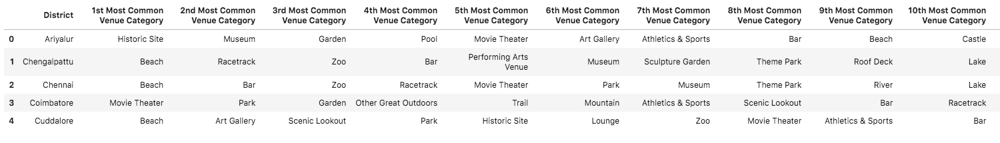 District 1st Most Common Venue Category 2nd Most Common Venue Category 3rd Most Common Venue Category 4th Most Common Venue Category 5th Most Common Venue Category 6th Most Common Venue Category 7th Most Common Venue Category 8th Most Common Venue Category 9th Most Common Venue Category 10th Most Common Venue Category
0 Ariyalur Historic Site Museum Garden Pool Movie Theater Art Gallery Athletics & Sports Bar Beach Castle
1 Chengalpattu Beach Racetrack Zoo Bar Performing Arts Venue Museum Sculpture Garden Theme Park Roof Deck Lake
2 Chennai Beach Bar Zoo Racetrack Movie Theater Park Museum Theme Park River Lake
3 Coimbatore Movie Theater Park Garden Other Great Outdoors Trail Mountain Athletics & Sports Scenic Lookout Bar Racetrack
4 Cuddalore Beach Art Gallery Scenic Lookout Park Historic Site Lounge Zoo Movie Theater Athletics & Sports Bar